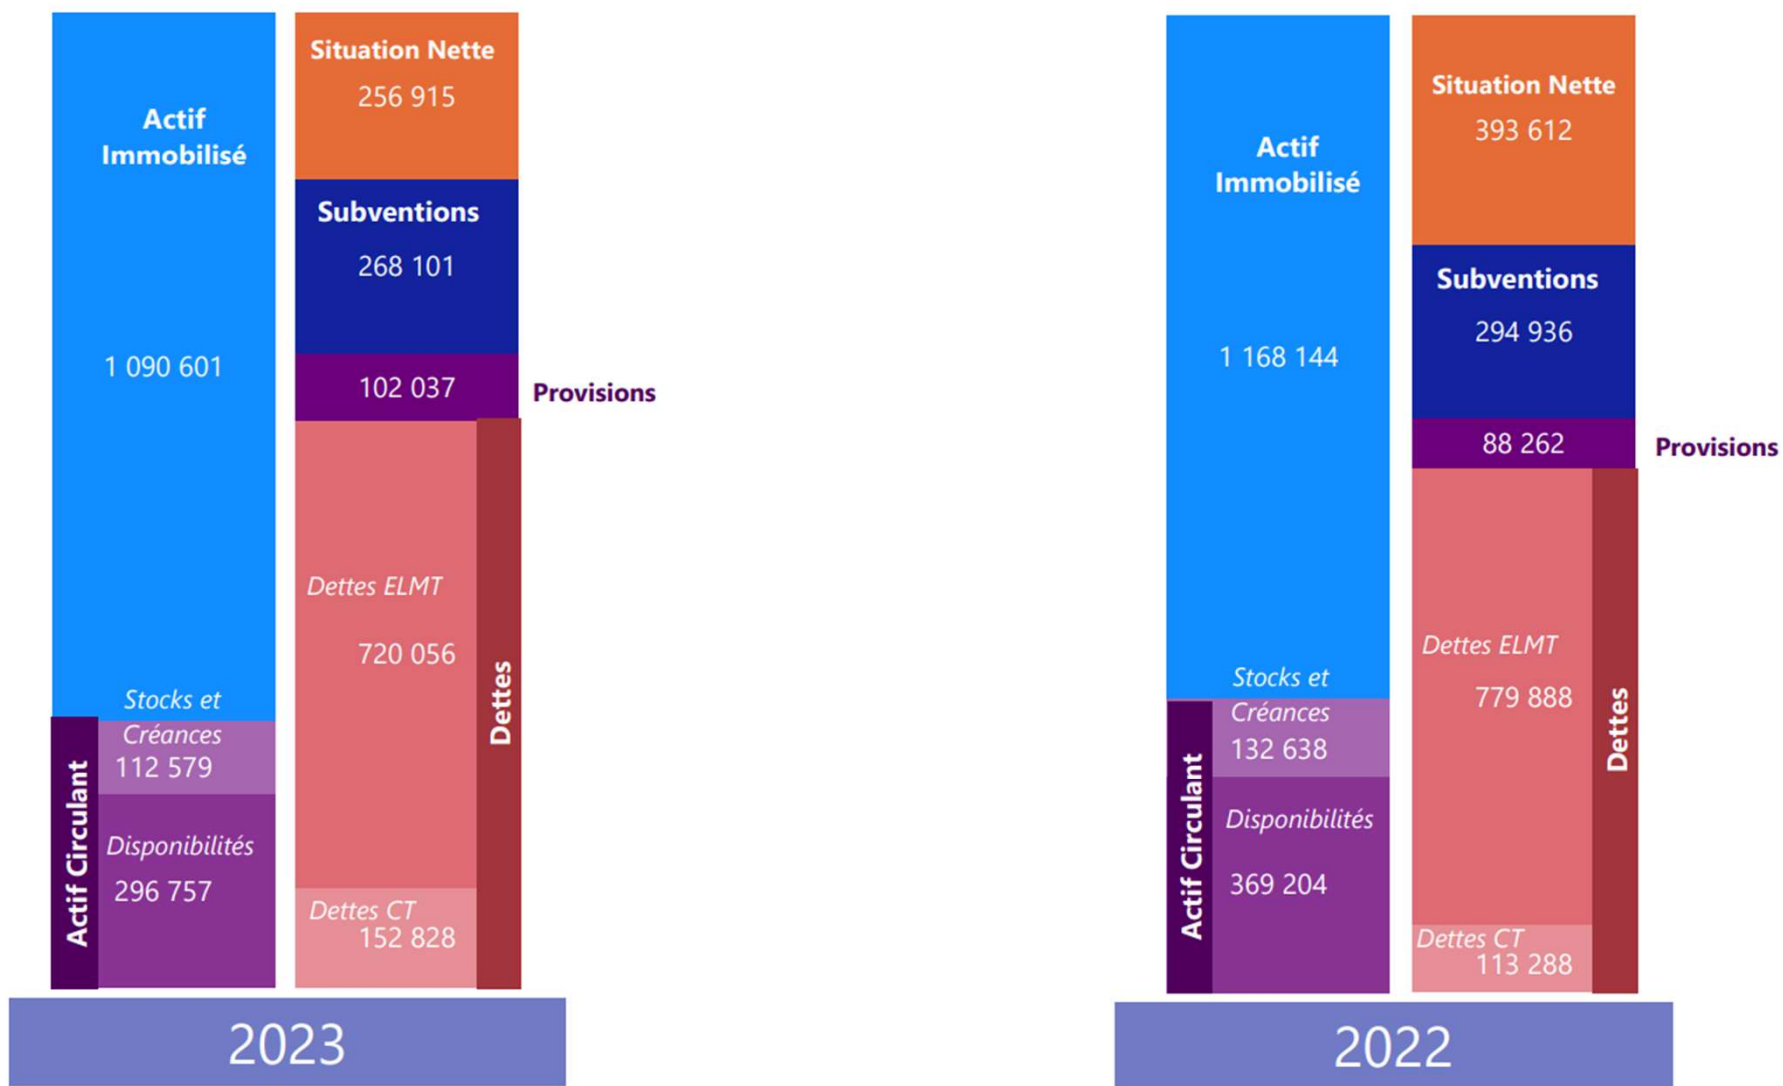 Actif
Immobilisé
1 090 601
Stocks et
Créances
112 579
Disponibilités
296 757
Actif Circulant
Situation Nette
256 915
Subventions
268 101
102 037
Provisions
Dettes ELMT
720 056
Dettes CT
152 828
Dettes
2023
Actif
Immobilisé
1 168 144
Stocks et
Créances
132 638
Disponibilités
369 204
Actif Circulant
Situation Nette
393 612
Subventions
294 936
88 262
Provisions
Dettes ELMT
779 888
Dettes CT
113 288
Dettes
2022